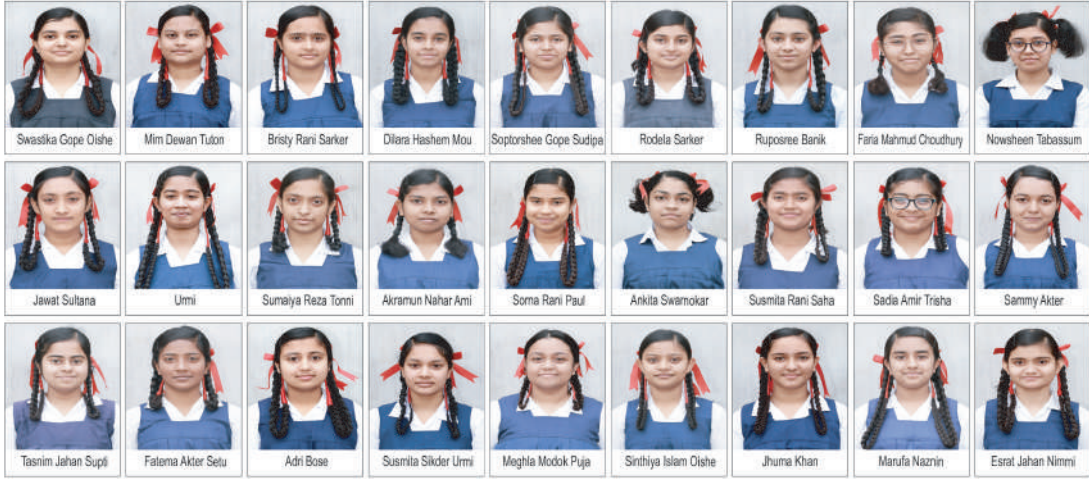 Swastika Gope Oishe
Mim Dewan Tuton
Bristy Rani Sarker
Dilara Hashem Mou
Soptorshee Gope Sudipa
Rodela Sarker
Ruposree Banik
Faria Mahmud Choudhury
Nowsheen Tabassum
Jawat Sultana
Urmi
Sumaiya Reza Tonni
Akramun Nahar Ami
Soma Rani Paul
Ankita Swarnokar
Susmita Rani Saha
Sadia Amir Trisha
Sammy Akter
Tasnim Jahan Supti
Fatema Akter Setu
Adri Bose
Susmita Sikder Urmi
Meghla Modok Puja
Sinthiya Islam Oishe
Jhuma Khan
Marufa Naznin
Esrat Jahan Nimmi